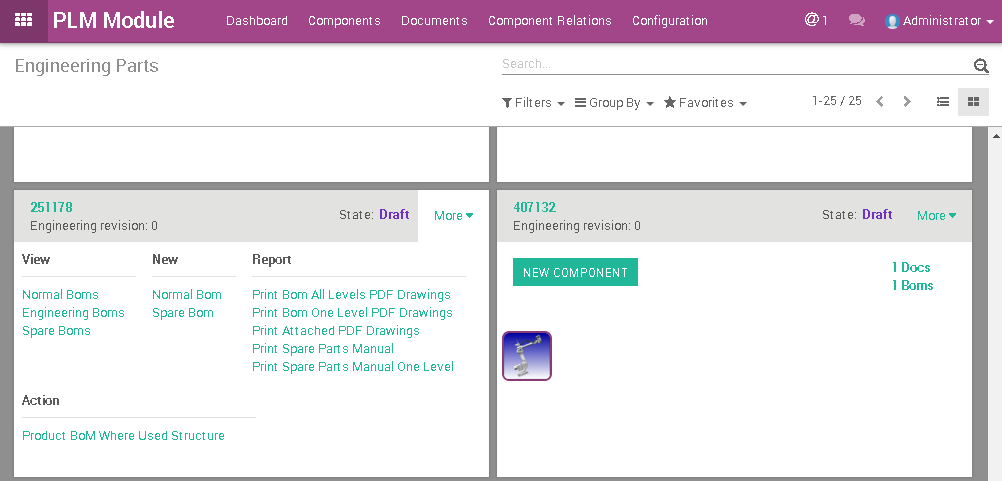 PLM Module
Dashboard Components Documents Component Relations Configuration
@1
Administrator
Engineering Parts
Search...
Filters Group By Favorites
1-25 / 25
251178
Engineering revision: 0
State: Draft
More
View
Normal Boms
Engineering Boms
Spare Boms
New
Normal Bom
Spare Bom
Report
Print Bom All Levels PDF Drawings
Print Bom One Level PDF Drawings
Print Attached PDF Drawings
Print Spare Parts Manual
Print Spare Parts Manual One Level
Action
Product BoM Where Used Structure
407132
Engineering revision: 0
State: Draft
More
NEW COMPONENT
1 Docs
1 Boms